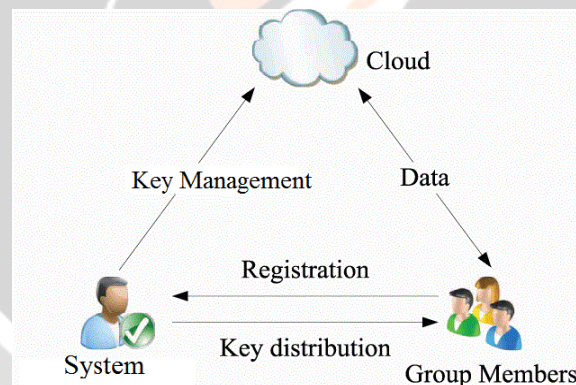 Cloud
Key Management
Data
Registration
Key distribution
System
Group Members